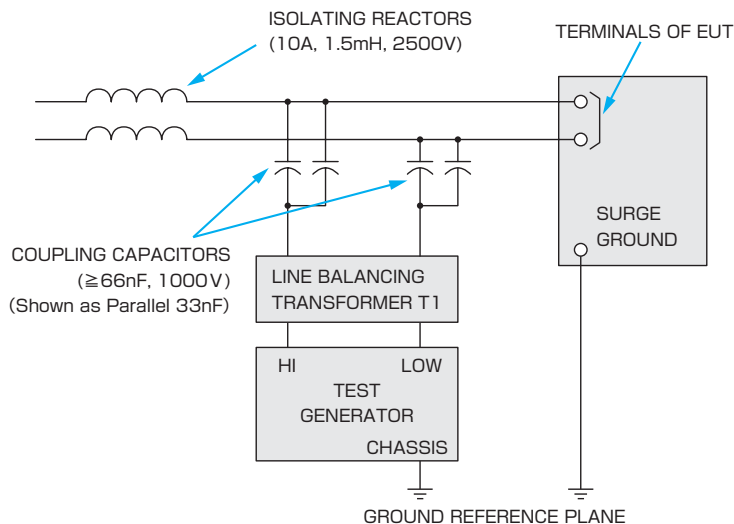 ISOLATING REACTORS
(10A, 1.5mH, 2500V)
TERMINALS OF EUT
SURGE
GROUND
COUPLING CAPACITORS
(≧66nF, 1000V)
(Shown as Parallel 33nF)
LINE BALANCING
TRANSFORMER T1
HI LOW
TEST
GENERATOR
CHASSIS
GROUND REFERENCE PLANE